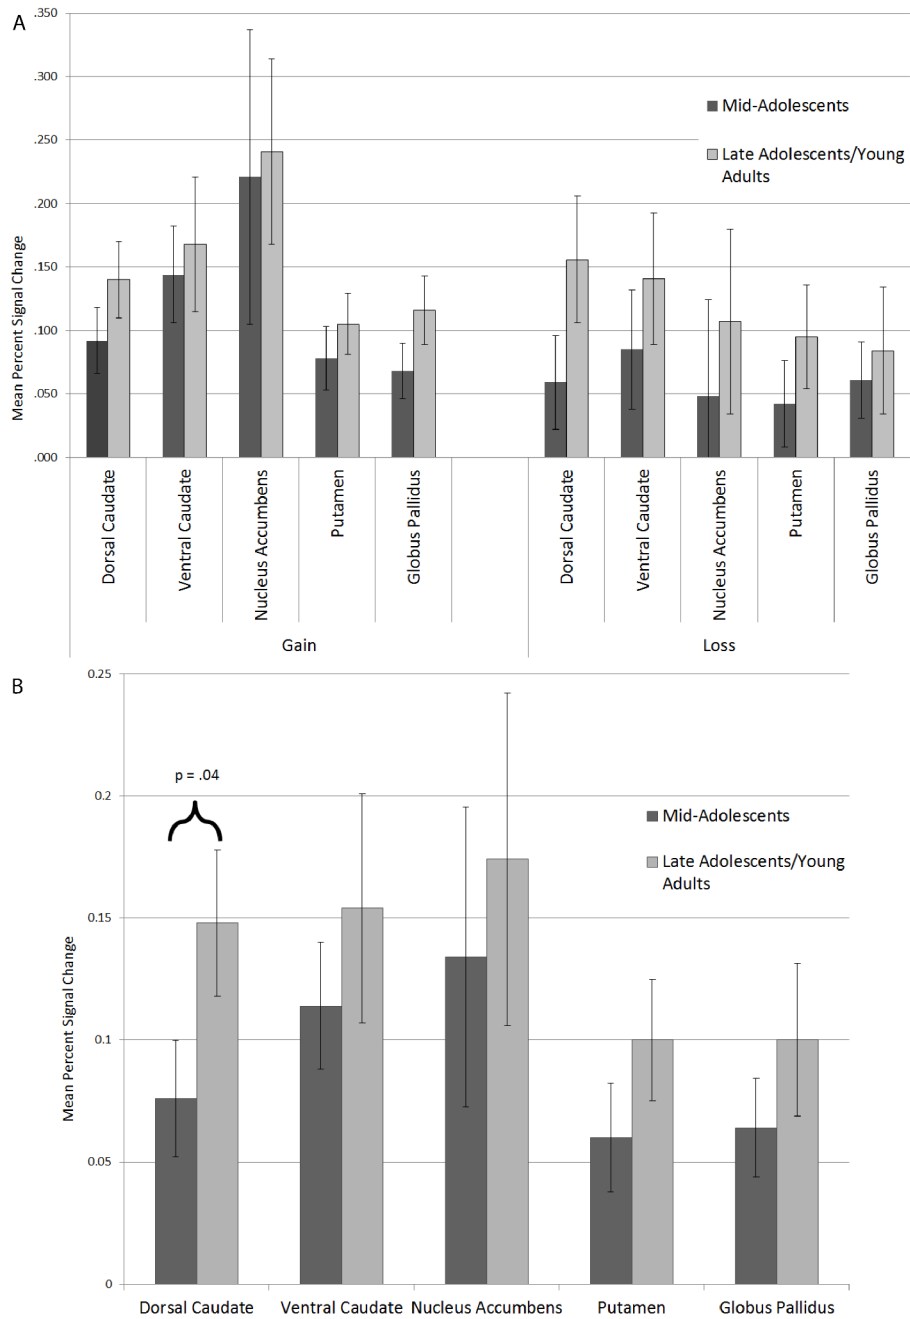 A
.350
.300
.250
.200
.150
.100
.050
.000
Mean Percent Signal Change
Mid-Adolescents
Late Adolescents/Young
Adults
Dorsal Caudate
Ventral Caudate
Nucleus Accumbens
Putamen
Globus Pallidus
Dorsal Caudate
Ventral Caudate
Nucleus Accumbens
Putamen
Globus Pallidus
Gain
Loss
B
0.25
0.2
0.15
0.1
0.05
0
Mean Percent Signal Change
p = .04
Mid-Adolescents
Late Adolescents/Young
Adults
Dorsal Caudate
Ventral Caudate
Nucleus Accumbens
Putamen
Globus Pallidus